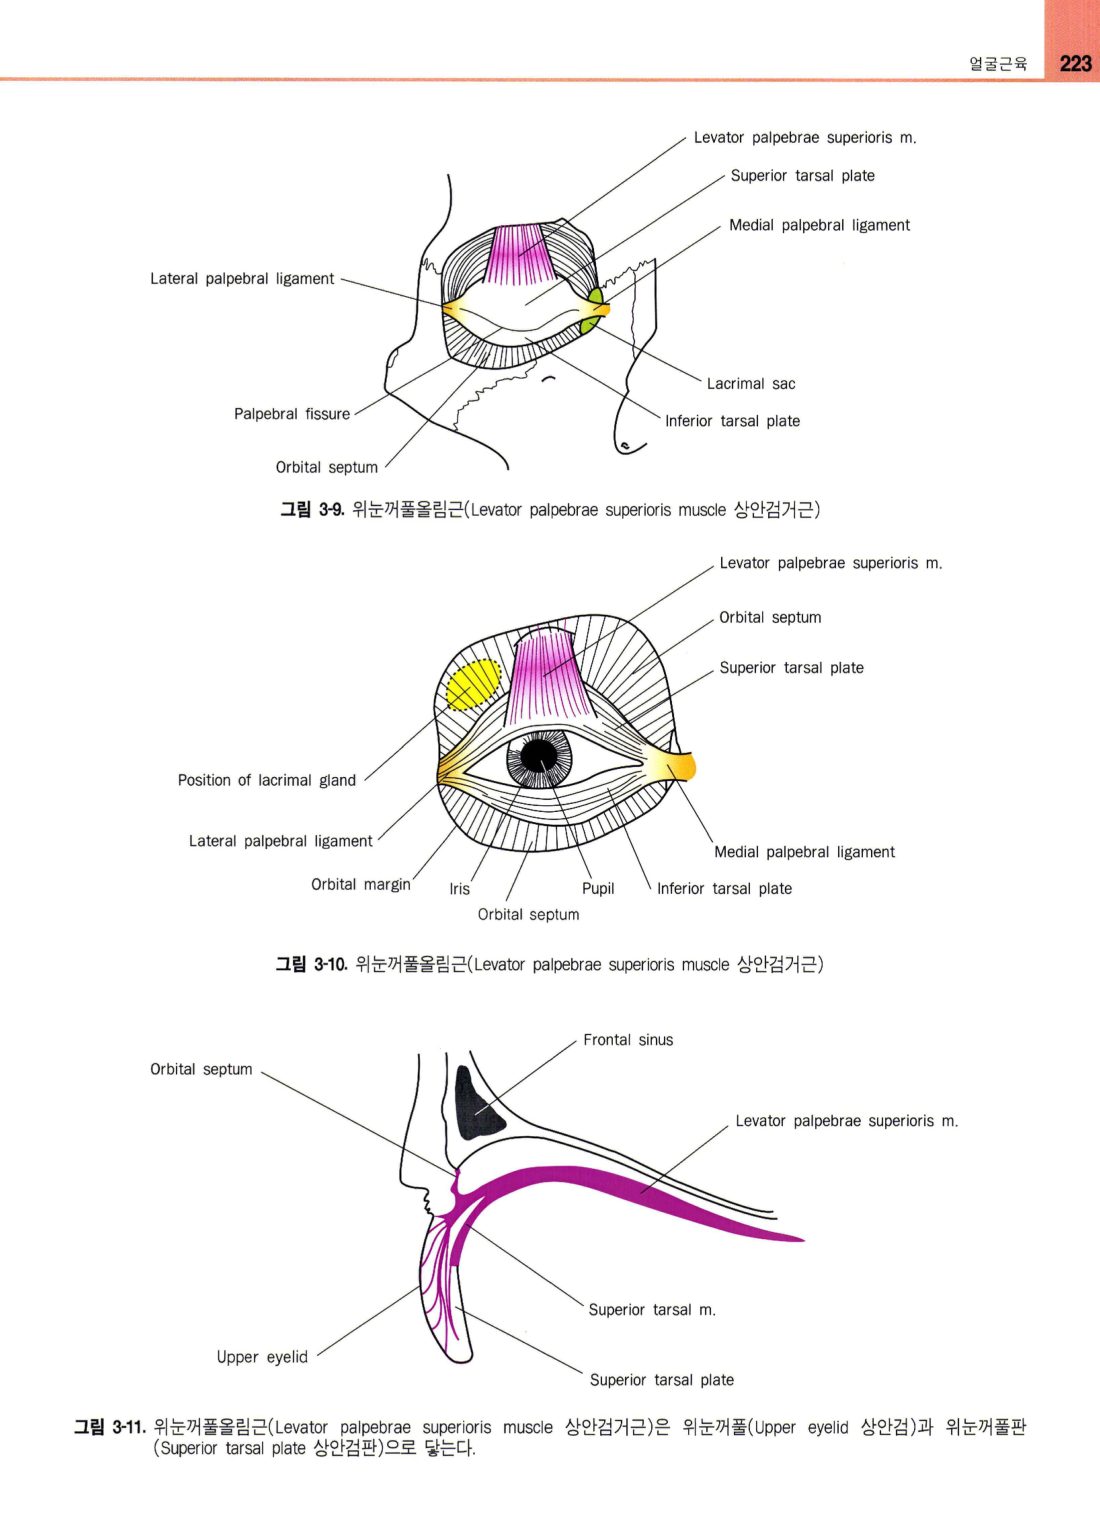 얼굴근육 223
Levator palpebrae superioris m.
Superior tarsal plate
Medial palpebral ligament
Lateral palpebral ligament
Lacrimal sac
Palpebral fissure
Inferior tarsal plate
Orbital septum
그림 3-9. 위눈꺼풀올림근(Levator palpebrae superioris muscle 상안검거근)
Levator palpebrae superioris m.
Orbital septum
Superior tarsal plate
Position of lacrimal gland
Lateral palpebral ligament
Medial palpebral ligament
Orbital margin
Iris
Pupil
Inferior tarsal plate
Orbital septum
그림 3-10. 위눈꺼풀올림근(Levator palpebrae superioris muscle 상안검거근)
Frontal sinus
Orbital septum
Levator palpebrae superioris m.
Superior tarsal m.
Upper eyelid
Superior tarsal plate
그림 3-11. 위눈꺼풀올림근(Levator palpebrae superioris muscle 상안검거근)은 위눈꺼풀(Upper eyelid 상안검)과 위눈꺼풀판
(Superior tarsal plate 상안검판)으로 닿는다.